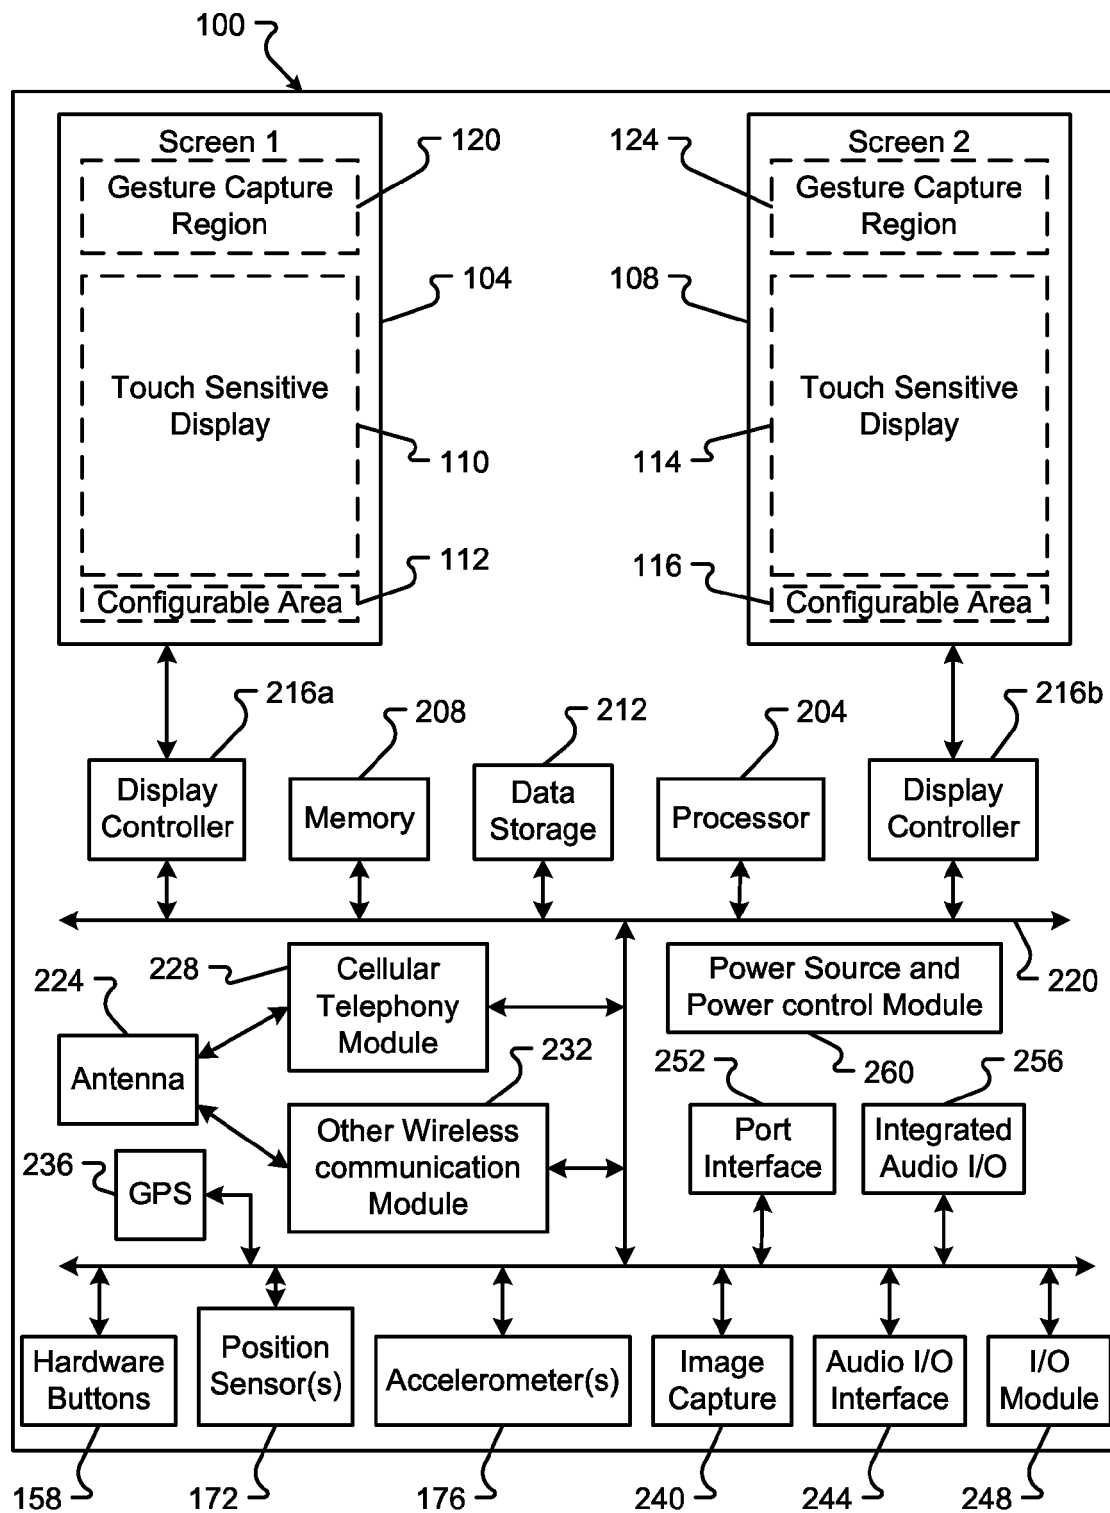 100
Screen 1
120
124
Screen 2
Gesture Capture
Region
Gesture Capture
Region
104
108
Touch Sensitive
Display
Touch Sensitive
Display
110
114
112
116
Configurable Area
Configurable Area
216a
208
212
204
216b
Display
Controller
Memory
Data
Storage
Processor
Display
Controller
228
224
Cellular
Telephony
Module
Power Source and
Power control Module
220
Antenna
232
252
260
256
Other Wireless
communication
Module
Port
Interface
Integrated
Audio I/O
236
GPS
Hardware
Buttons
Position
Sensor(s)
Accelerometer(s)
Image
Capture
Audio I/O
Interface
I/O
Module
158
172
176
240
244
248